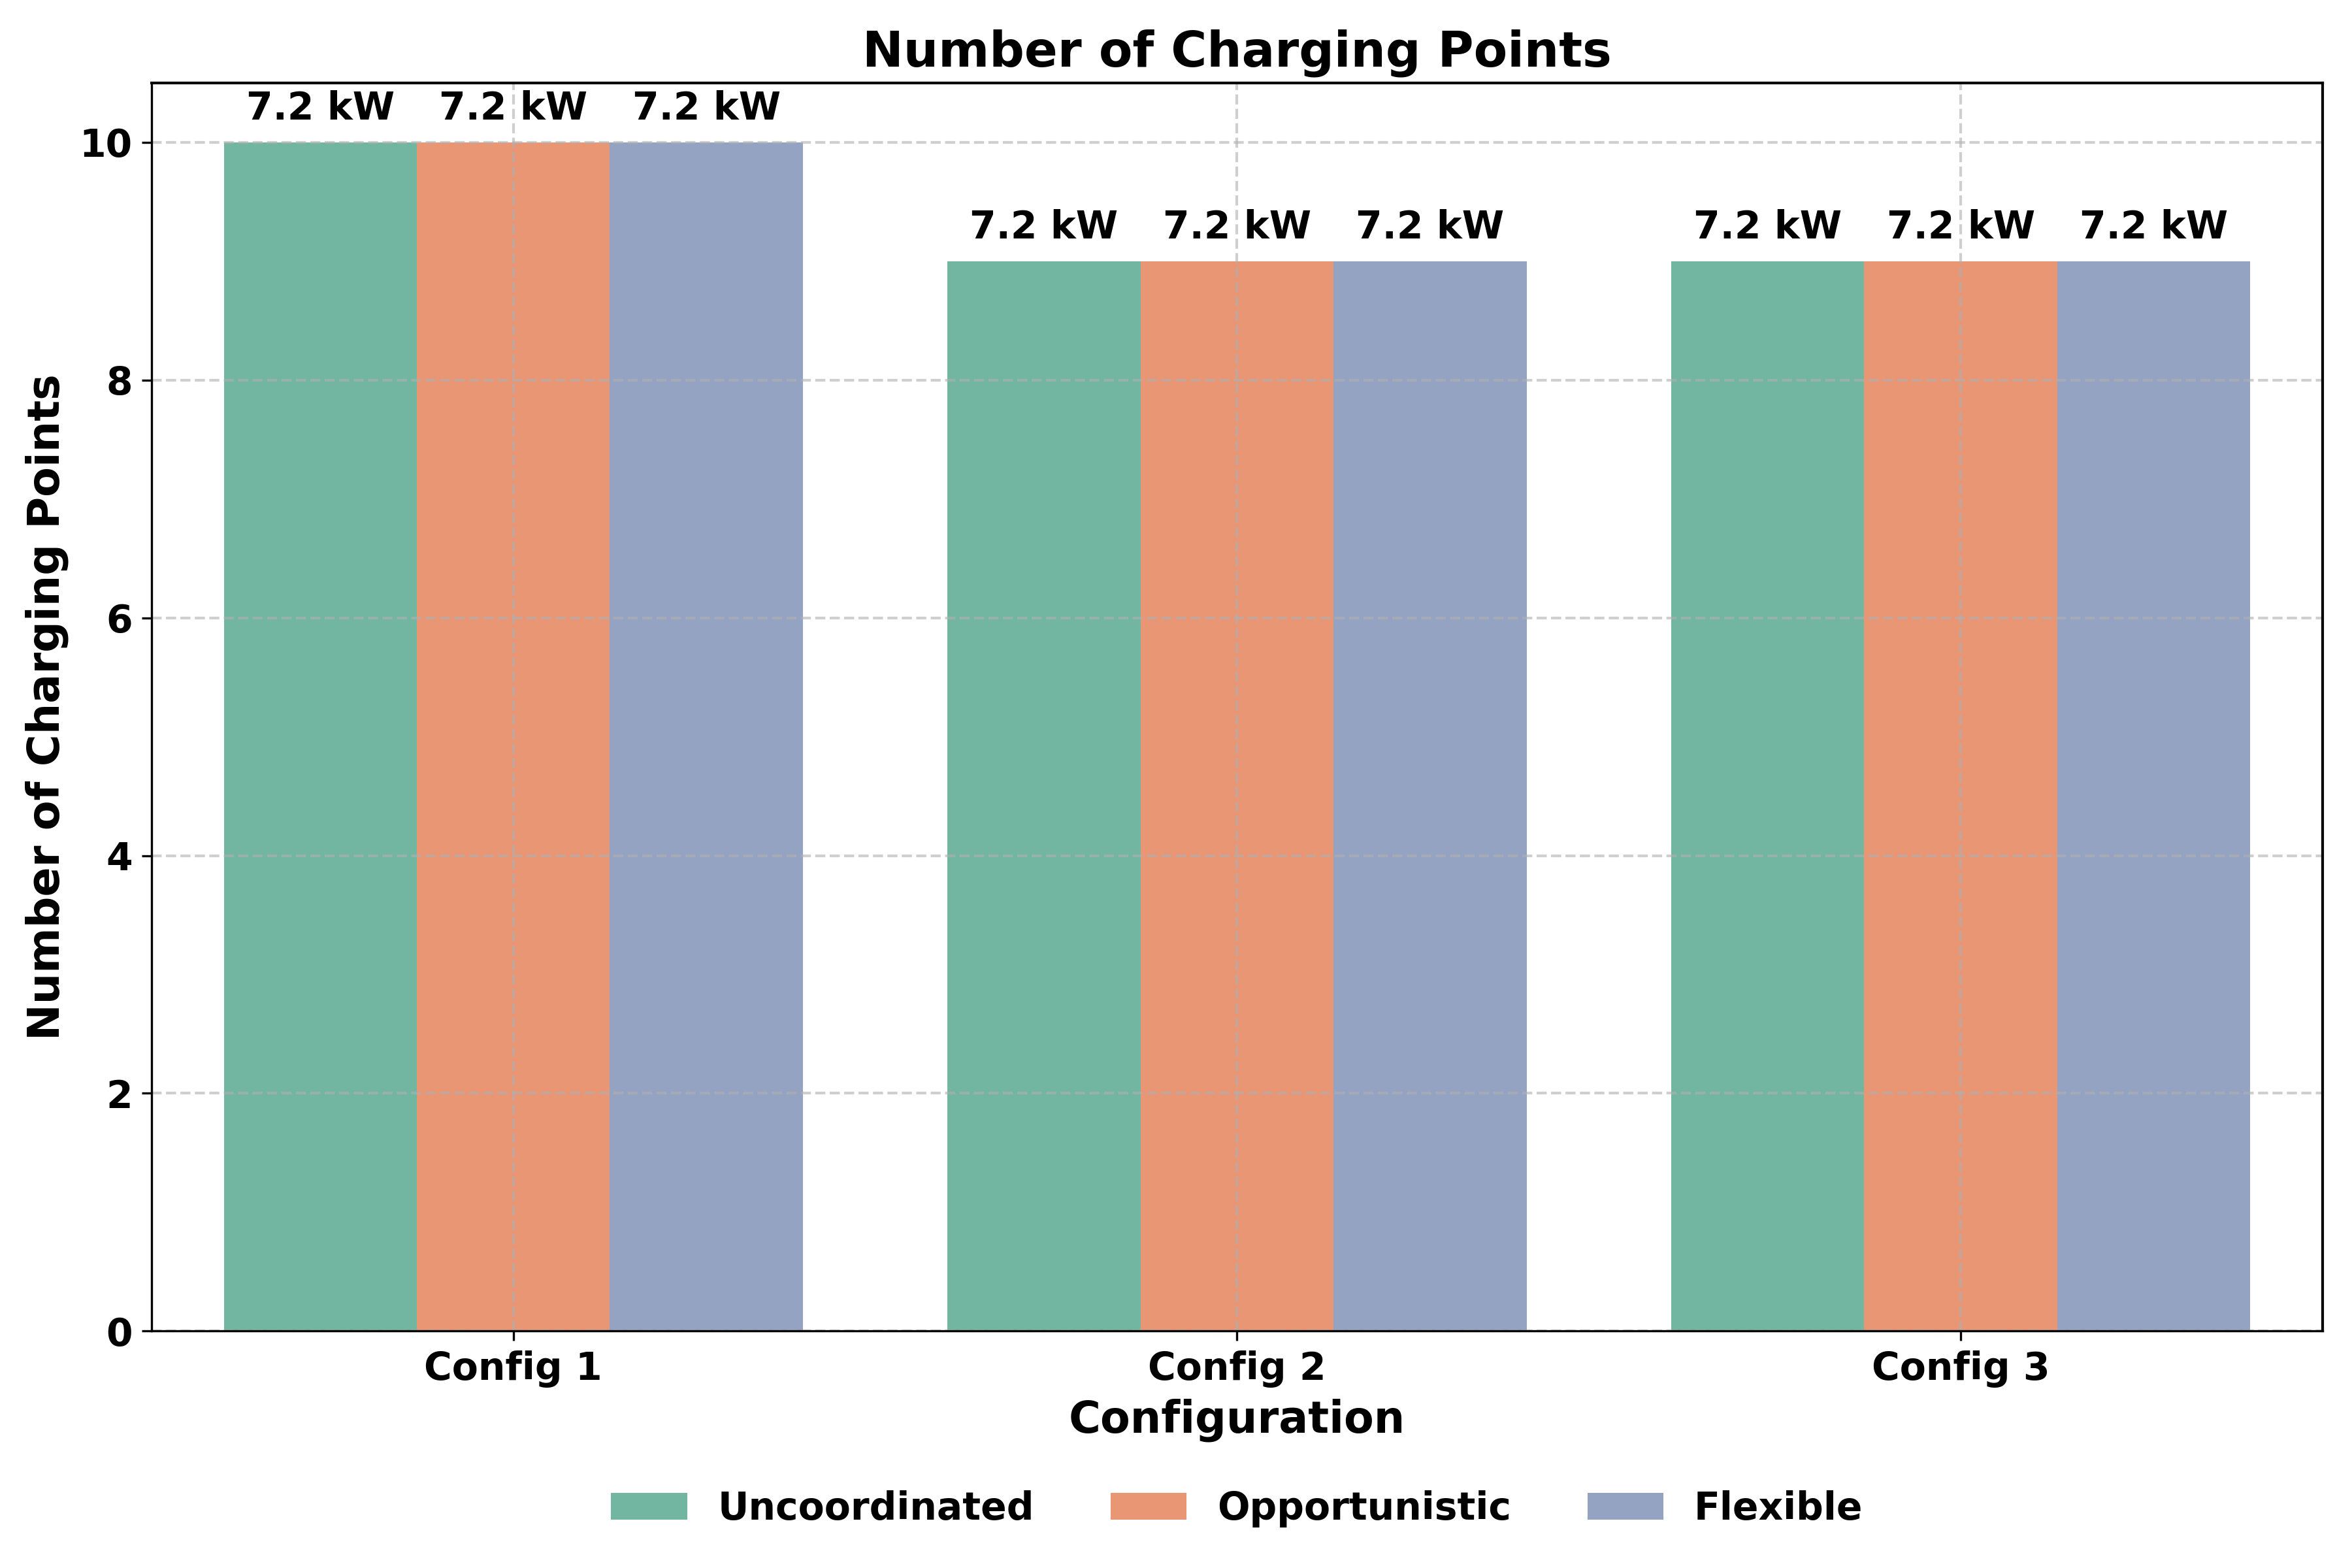 Number of Charging Points
7.2 kW 7.2 kW 7.2 kW
7.2 kW 7.2 kW 7.2 kW
7.2 kW 7.2 kW 7.2 kW
Number of Charging Points
10
8
6
4
2
0
Config 1 Config 2 Config 3
Configuration
Uncoordinated Opportunistic Flexible